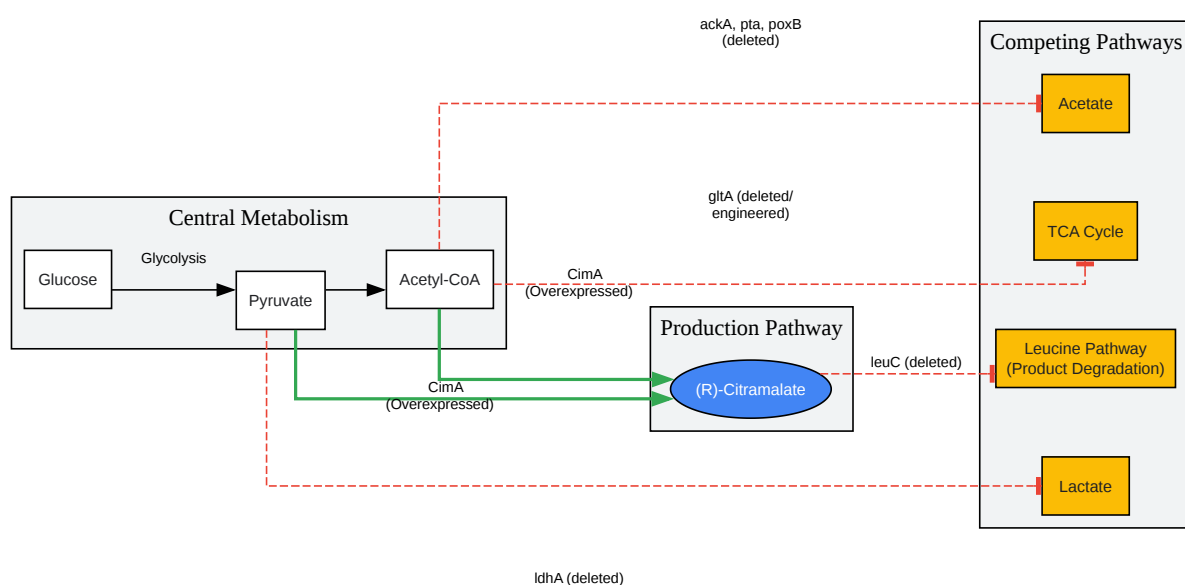 ackA, pta, poxB
(deleted)
Competing Pathways
Acetate
gltA (deleted/
engineered)
TCA Cycle
Central Metabolism
Glucose
Glycolysis
Pyruvate
Acetyl-CoA
CimA
(Overexpressed)
Production Pathway
(R)-Citramalate
CimA
(Overexpressed)
leuC (deleted)
Leucine Pathway
(Product Degradation)
Lactate
ldhA (deleted)